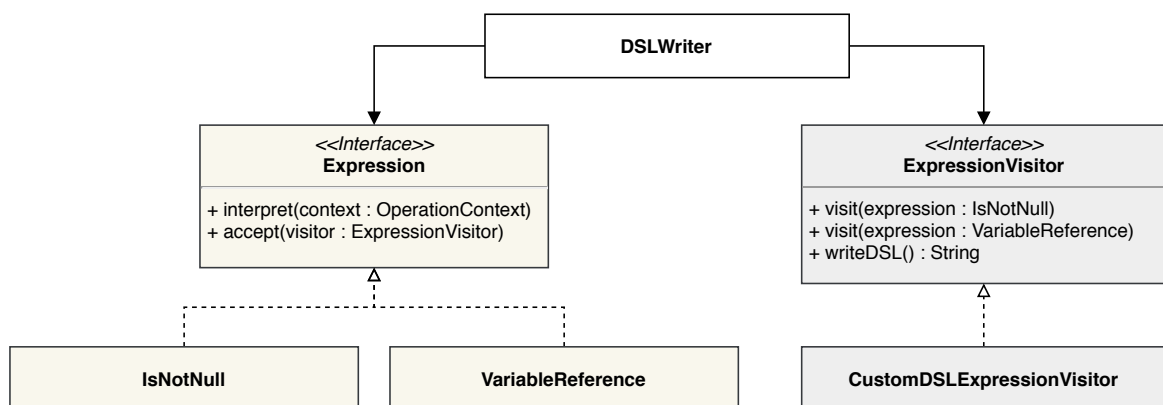 DSLWriter
<<Interface>>
Expression
+ interpret(context : OperationContext)
+ accept(visitor : ExpressionVisitor)
<<Interface>>
ExpressionVisitor
+ visit(expression : IsNotNull)
+ visit(expression : VariableReference)
+ writeDSL() : String
IsNotNull
VariableReference
CustomDSLExpressionVisitor